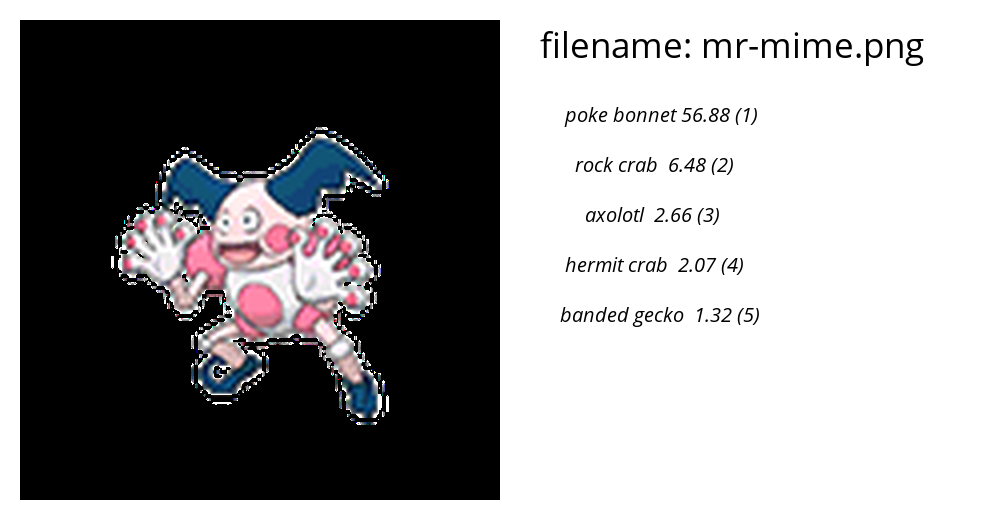 filename: mr-mime.png
poke bonnet 56.88 (1)
rock crab 6.48 (2)
axolotl 2.66 (3)
hermit crab 2.07 (4)
banded gecko 1.32 (5)